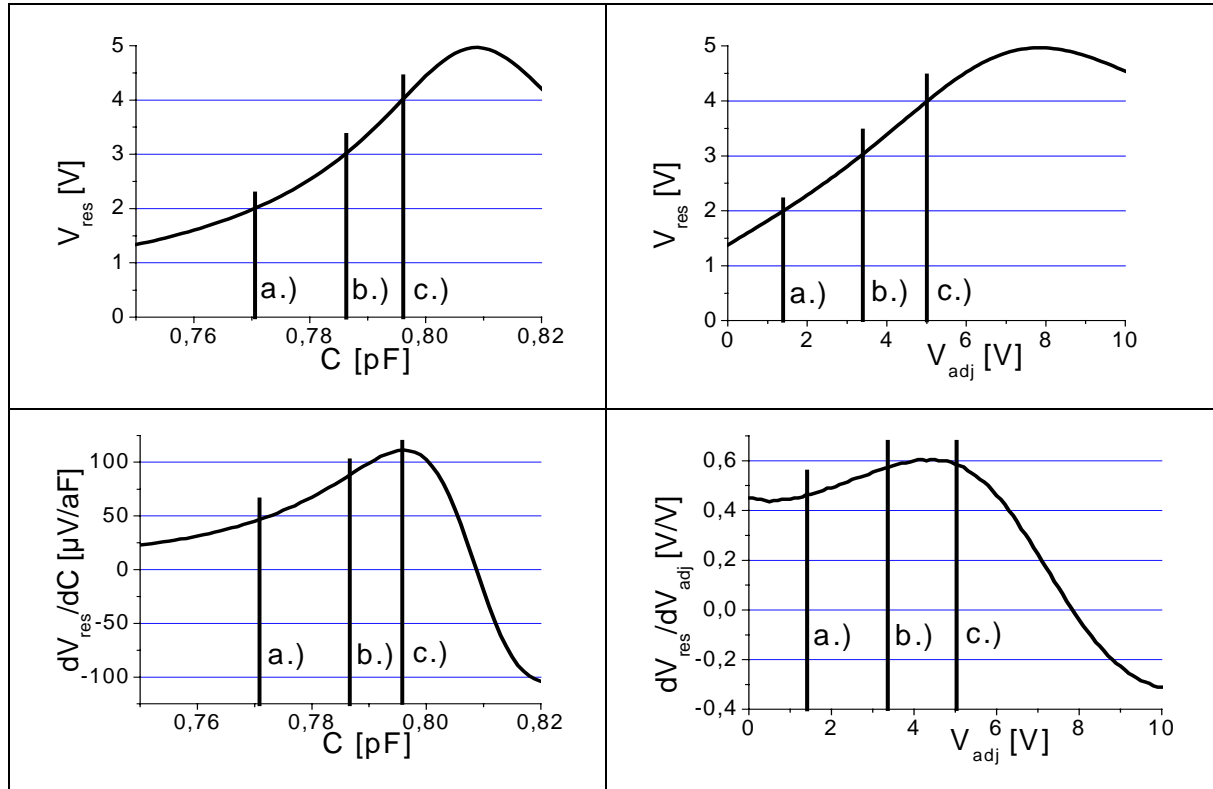 5
4
3
2
1
0
V_res [V]
a.) b.) c.)
0,76 0,78 0,80 0,82
C [pF]
5
4
3
2
1
0
V_res [V]
a.) b.) c.)
0 2 4 6 8 10
V_adj [V]
100
50
0
-50
-100
dV_res/dC [µV/aF]
a.) b.) c.)
0,76 0,78 0,80 0,82
C [pF]
0,6
0,4
0,2
0,0
-0,2
-0,4
dV_res/dV_adj [V/V]
a.) b.) c.)
0 2 4 6 8 10
V_adj [V]